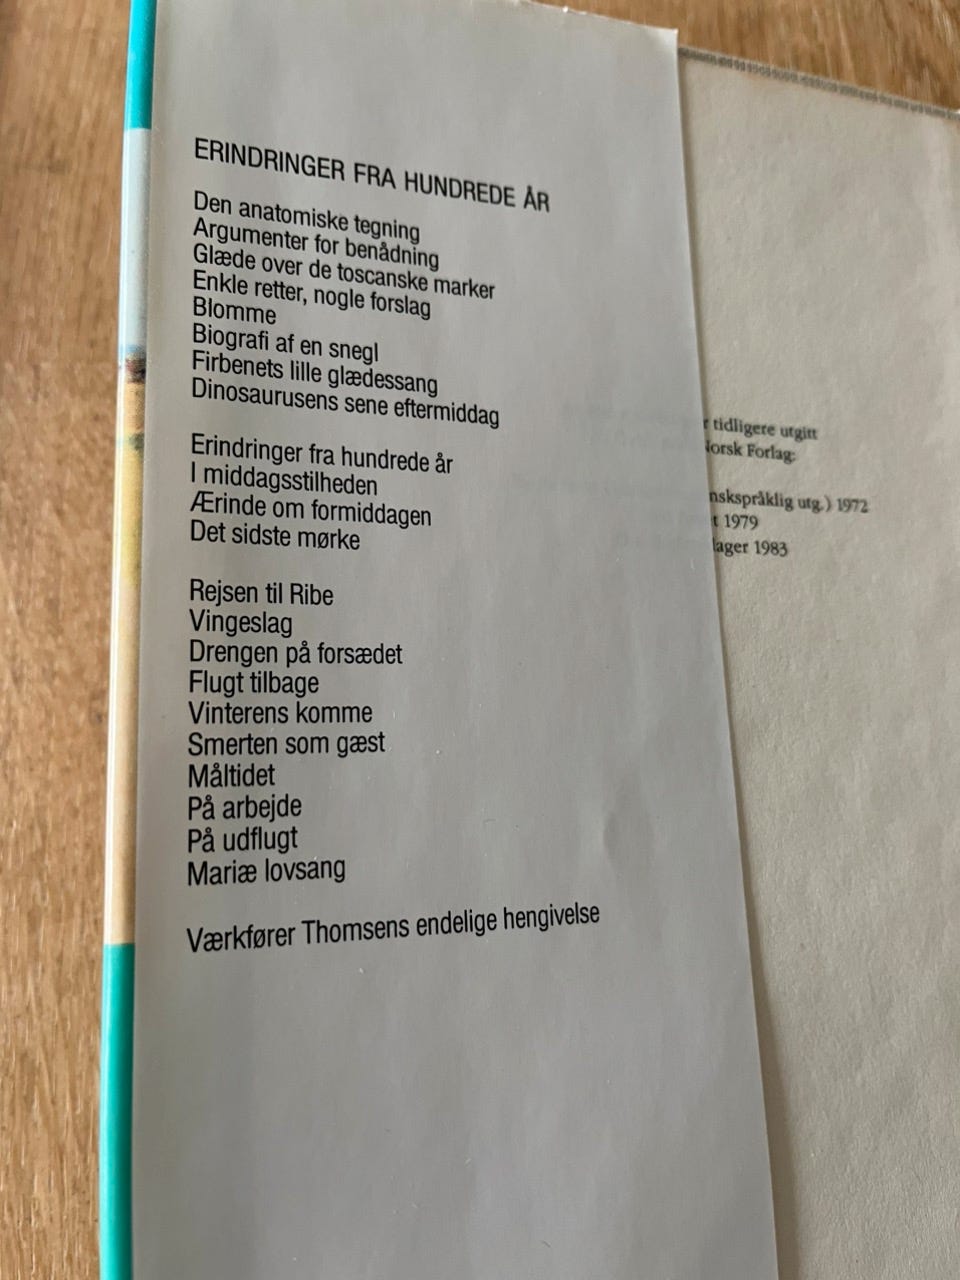 ERINDRINGER FRA HUNDREDE ÅR
Den anatomiske tegning
Argumenter for benådning
Glæde over de toscanske marker
Enkle retter, nogle forslag
Blomme
Biografi af en snegl
Firbenets lille glædessang
Dinosaurusens sene eftermiddag
Erindringer fra hundrede år
I middagsstilheden
Ærinde om formiddagen
Det sidste mørke
Rejsen til Ribe
Vingeslag
Drengen på forsædet
Flugt tilbage
Vinterens komme
Smerten som gæst
Måltidet
På arbejde
På udflugt
Mariæ lovsang
Værkfører Thomsens endelige hengivelse
r tidligere utgitt
Norsk Forlag:
nskspråklig utg.) 1972
t 1979
lager 1983